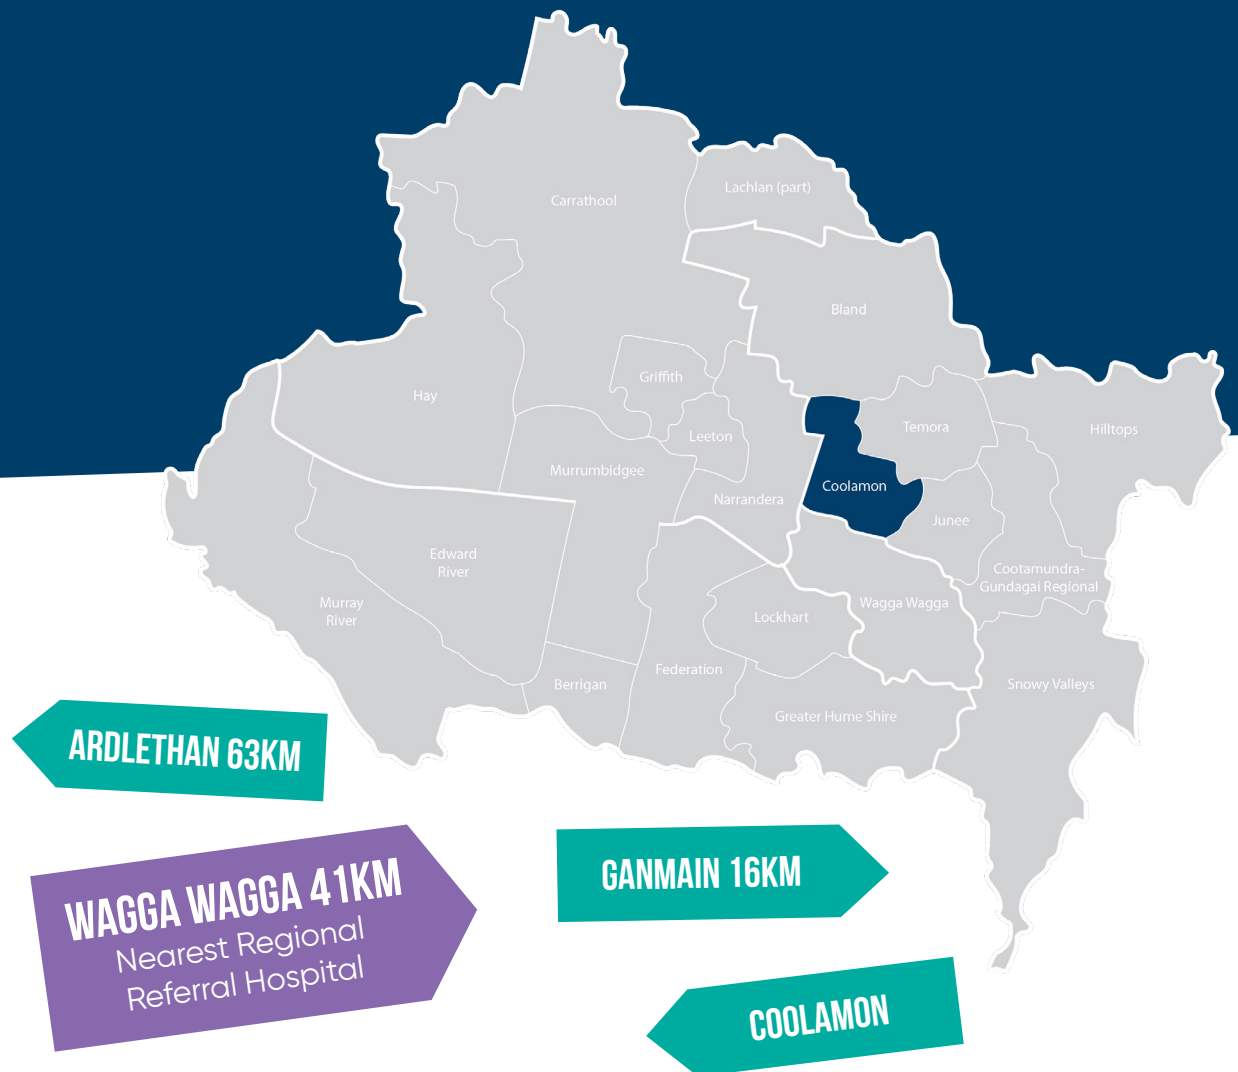 Carrathool
Lachlan (part)
Bland
Griffith
Hay
Leeton
Temora
Hilltops
Murrumbidgee
Coolamon
Narrandera
Junee
Edward
River
Cootamundra-
Gundagai Regional
Murray
River
Wagga Wagga
Lockhart
Federation
Berrigan
Snowy Valleys
Greater Hume Shire
ARDLETHAN 63KM
WAGGA WAGGA 41KM
Nearest Regional
Referral Hospital
GANMAIN 16KM
COOLAMON